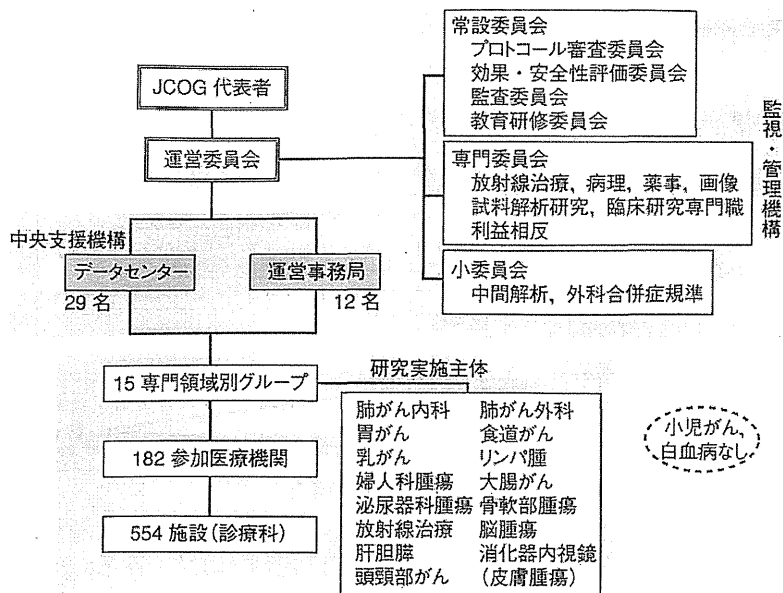 JCOG 代表者
運営委員会
中央支援機構
データセンター
29 名
運営事務局
12 名
15 専門領域別グループ
182 参加医療機関
554 施設(診療科)
常設委員会
プロトコール審査委員会
効果・安全性評価委員会
監査委員会
教育研修委員会
専門委員会
放射線治療, 病理, 薬事, 画像
試料解析研究, 臨床研究専門職
利益相反
小委員会
中間解析, 外科合併症規準
監視・管理機構
研究実施主体
肺がん内科 肺がん外科
胃がん 食道がん
乳がん リンパ腫
婦人科腫瘍 大腸がん
泌尿器科腫瘍 骨軟部腫瘍
放射線治療 脳腫瘍
肝胆膵 消化器内視鏡
頭頸部がん (皮膚腫瘍)
小児がん,
白血病なし